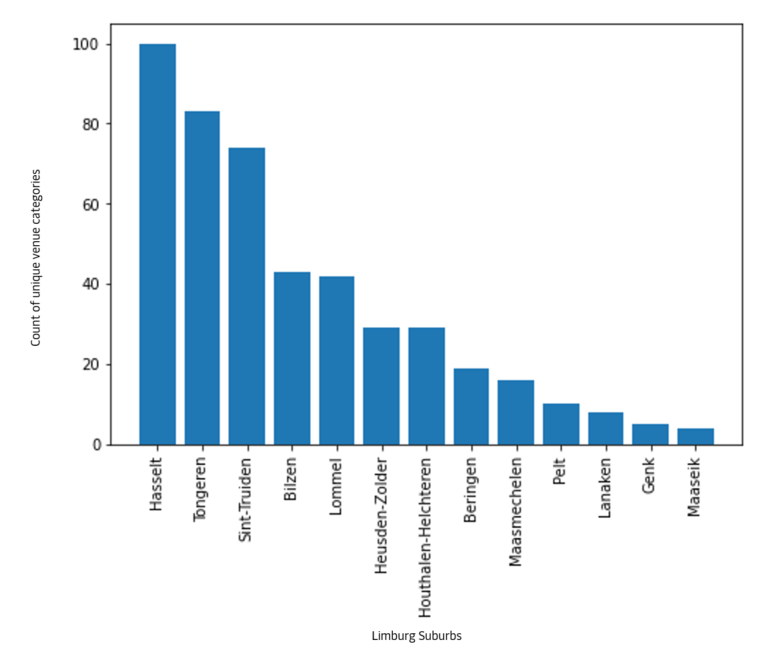 100
80
60
40
20
0
Count of unique venue categories
Hasselt
Tongeren
Sint-Truiden
Bilzen
Lommel
Heusden-Zolder
Houthalen-Helchteren
Beringen
Maasmechelen
Pelt
Lanaken
Genk
Maaseik
Limburg Suburbs